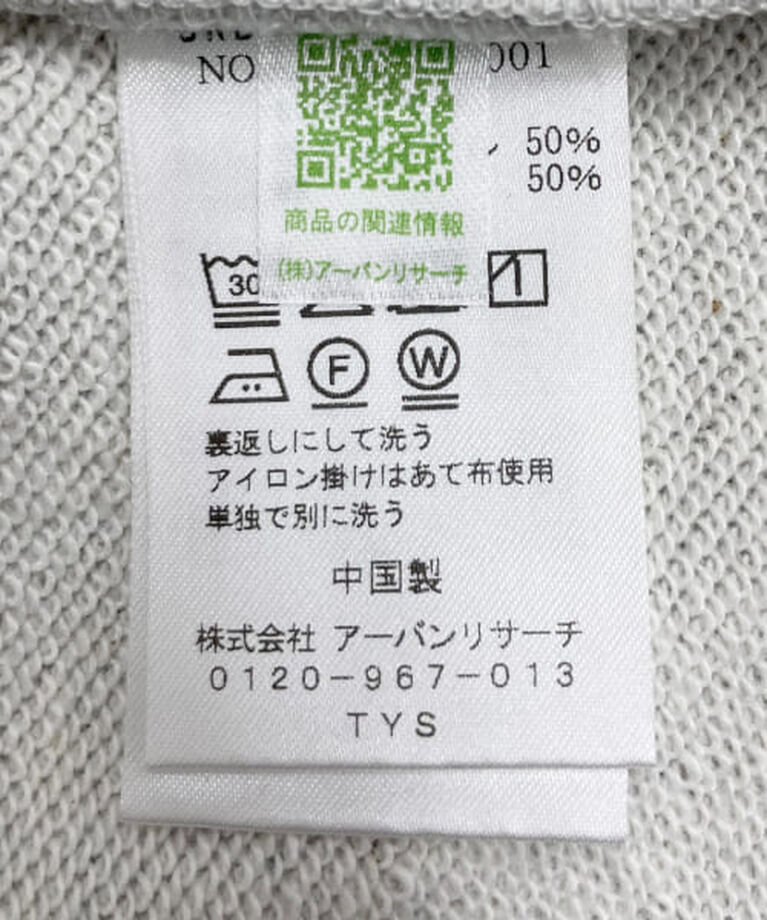 NO 001
50%
50%
商品の関連情報
(株)アーバンリサーチ
30
F W
裏返しにして洗う
アイロン掛けはあて布使用
単独で別に洗う
中国製
株式会社 アーバンリサーチ
0120-967-013
TYS